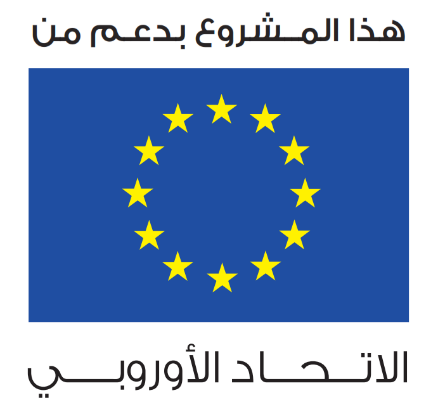 هذا المشروع بدعم من
الاتحاد الأوروبي